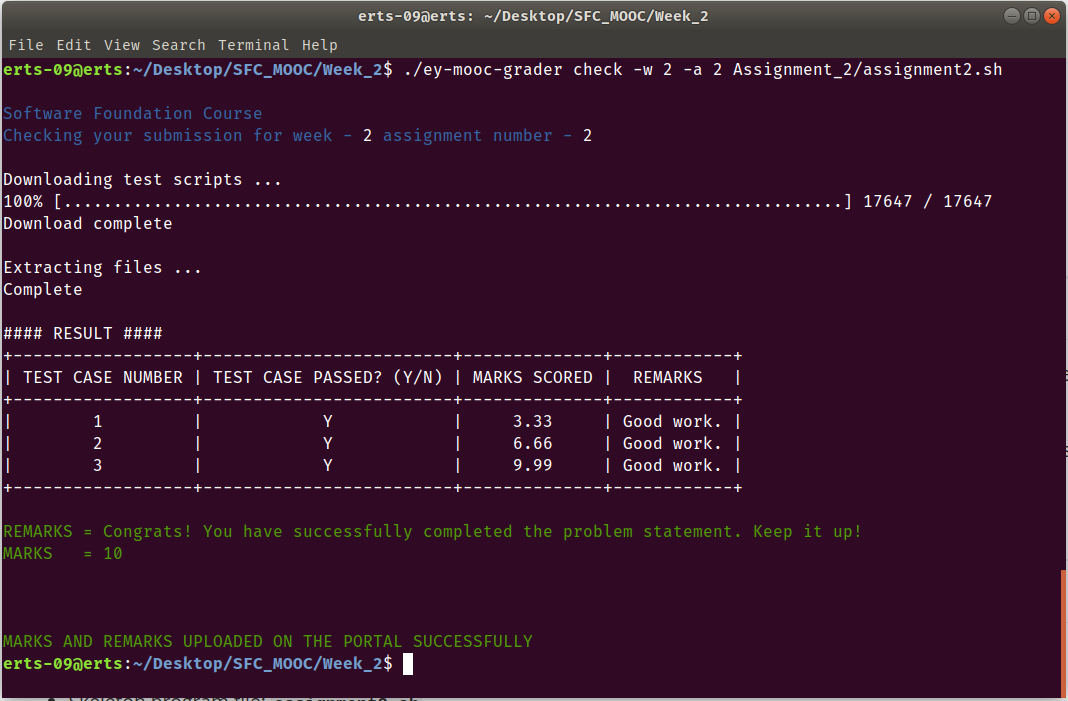 erts-09@erts: ~/Desktop/SFC_MOOC/Week_2
File Edit View Search Terminal Help
erts-09@erts:~/Desktop/SFC_MOOC/Week_2$ ./ey-mooc-grader check -w 2 -a 2 Assignment_2/assignment2.sh
Software Foundation Course
Checking your submission for week - 2 assignment number - 2
Downloading test scripts ...
100% [..............................................................................] 17647 / 17647
Download complete
Extracting files ...
Complete
#### RESULT ####
+------------------+-------------------------+--------------+------------+
| TEST CASE NUMBER | TEST CASE PASSED? (Y/N) | MARKS SCORED |  REMARKS   |
+------------------+-------------------------+--------------+------------+
|        1         |            Y            |     3.33     | Good work. |
|        2         |            Y            |     6.66     | Good work. |
|        3         |            Y            |     9.99     | Good work. |
+------------------+-------------------------+--------------+------------+
REMARKS = Congrats! You have successfully completed the problem statement. Keep it up!
MARKS   = 10
MARKS AND REMARKS UPLOADED ON THE PORTAL SUCCESSFULLY
erts-09@erts:~/Desktop/SFC_MOOC/Week_2$